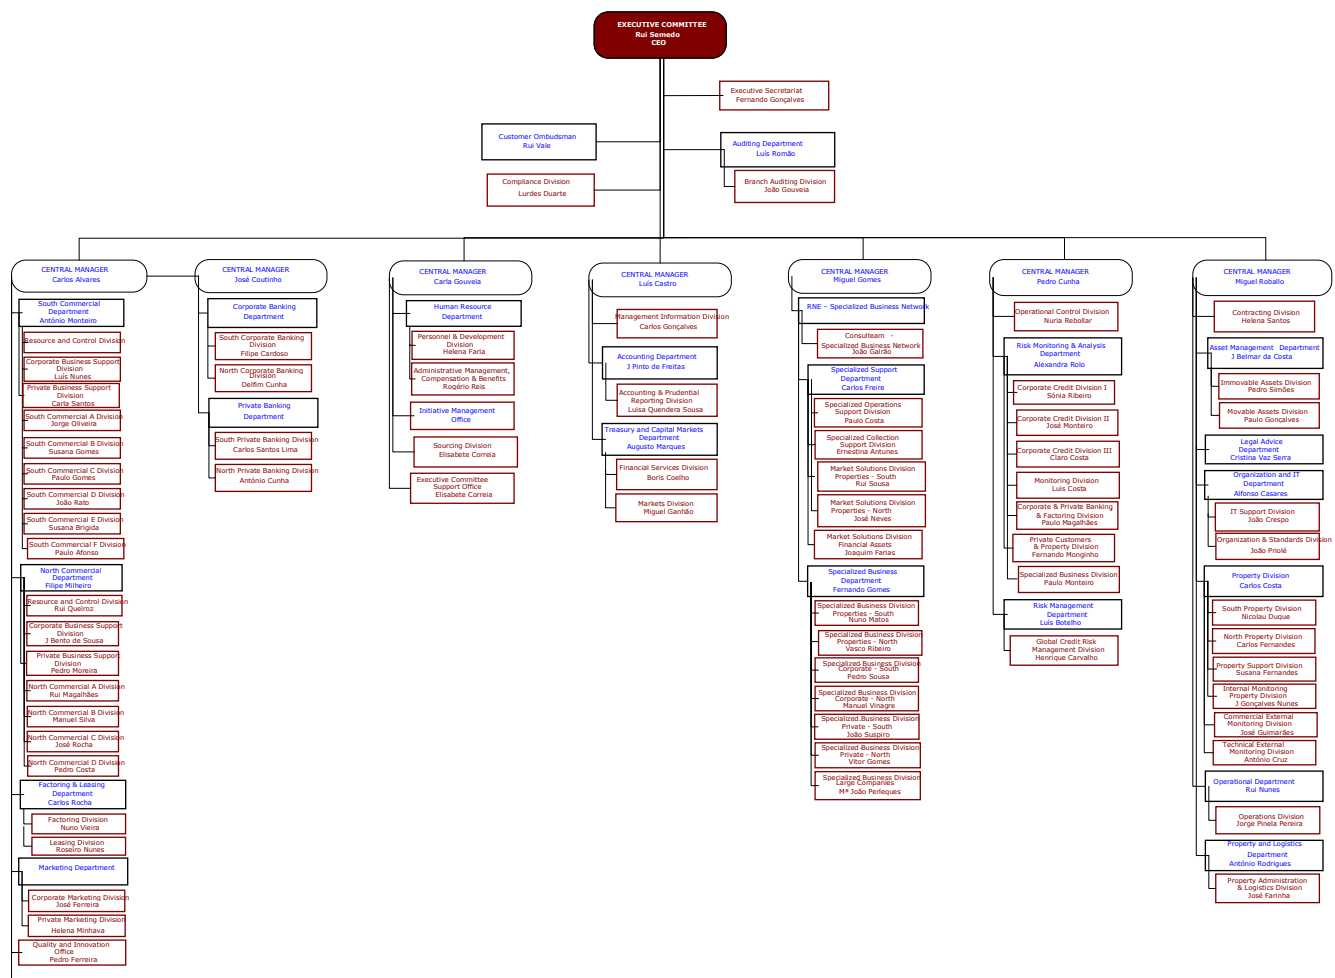 EXECUTIVE COMMITTEE
Rui Semedo
CEO
Executive Secretariat
Fernando Gonçalves
Customer Ombudsman
Rui Vale
Auditing Department
Luís Romão
Compliance Division
Lurdes Duarte
Branch Auditing Division
João Gouveia
CENTRAL MANAGER
Carlos Alvares
South Commercial
Department
António Monteiro
Resource and Control Division
Corporate Business Support
Division
Luís Nunes
Private Business Support
Division
Carla Santos
South Commercial A Division
Jorge Oliveira
South Commercial B Division
Susana Gomes
South Commercial C Division
Paulo Gomes
South Commercial D Division
João Rato
South Commercial E Division
Susana Brigida
South Commercial F Division
Paulo Afonso
North Commercial
Department
Filipe Milheiro
Resource and Control Division
Rui Queiroz
Corporate Business Support
Division
J Bento de Sousa
Private Business Support
Division
Pedro Moreira
North Commercial A Division
Rui Magalhães
North Commercial B Division
Manuel Silva
North Commercial C Division
José Rocha
North Commercial D Division
Pedro Costa
Factoring & Leasing
Department
Carlos Rocha
Factoring Division
Nuno Vieira
Leasing Division
Roseiro Nunes
Marketing Department
Corporate Marketing Division
José Ferreira
Private Marketing Division
Helena Minhava
Quality and Innovation
Office
Pedro Ferreira
CENTRAL MANAGER
José Coutinho
Corporate Banking
Department
South Corporate Banking
Division
Filipe Cardoso
North Corporate Banking
Division
Delfim Cunha
Private Banking
Department
South Private Banking Division
Carlos Santos Lima
North Private Banking Division
António Cunha
CENTRAL MANAGER
Carla Gouveia
Human Resource
Department
Personnel & Development
Division
Helena Faria
Administrative Management,
Compensation & Benefits
Rogério Reis
Initiative Management
Office
Sourcing Division
Elisabete Correia
Executive Committee
Support Office
Elisabete Correia
CENTRAL MANAGER
Luís Castro
Management Information Division
Carlos Gonçalves
Accounting Department
J Pinto de Freitas
Accounting & Prudential
Reporting Division
Luisa Quendera Sousa
Treasury and Capital Markets
Department
Augusto Marques
Financial Services Division
Boris Coelho
Markets Division
Miguel Ganhão
CENTRAL MANAGER
Miguel Gomes
RNE – Specialized Business Network
Consulteam -
Specialized Business Network
João Galrão
Specialized Support
Department
Carlos Freire
Specialized Operations
Support Division
Paulo Costa
Specialized Collection
Support Division
Ernestina Antunes
Market Solutions Division
Properties - South
Rui Sousa
Market Solutions Division
Properties - North
José Neves
Market Solutions Division
Financial Assets
Joaquim Farias
Specialized Business
Department
Fernando Gomes
Specialized Business Division
Properties - South
Nuno Matos
Specialized Business Division
Properties - North
Vasco Ribeiro
Specialized Business Division
Corporate - South
Pedro Sousa
Specialized Business Division
Corporate - North
Manuel Vinagre
Specialized Business Division
Private - South
João Suspiro
Specialized Business Division
Private - North
Vítor Gomes
Specialized Business Division
Large Companies
Mª João Perleques
CENTRAL MANAGER
Pedro Cunha
Operational Control Division
Nuria Rebollar
Risk Monitoring & Analysis
Department
Alexandra Rolo
Corporate Credit Division I
Sónia Ribeiro
Corporate Credit Division II
José Monteiro
Corporate Credit Division III
Claro Costa
Monitoring Division
Luis Costa
Corporate & Private Banking
& Factoring Division
Paulo Magalhães
Private Customers
& Property Division
Fernando Monginho
Specialized Business Division
Paulo Monteiro
Risk Management
Department
Luís Botelho
Global Credit Risk
Management Division
Henrique Carvalho
CENTRAL MANAGER
Miguel Roballo
Contracting Division
Helena Santos
Asset Management Department
J Belmar da Costa
Immovable Assets Division
Pedro Simões
Movable Assets Division
Paulo Gonçalves
Legal Advice
Department
Cristina Vaz Serra
Organization and IT
Department
Alfonso Casares
IT Support Division
João Crespo
Organization & Standards Division
João Priolé
Property Division
Carlos Costa
South Property Division
Nicolau Duque
North Property Division
Carlos Fernandes
Property Support Division
Susana Fernandes
Internal Monitoring
Property Division
J Gonçalves Nunes
Commercial External
Monitoring Division
José Guimarães
Technical External
Monitoring Division
António Cruz
Operational Department
Rui Nunes
Operations Division
Jorge Pinela Pereira
Property and Logistics
Department
António Rodrigues
Property Administration
& Logistics Division
José Farinha